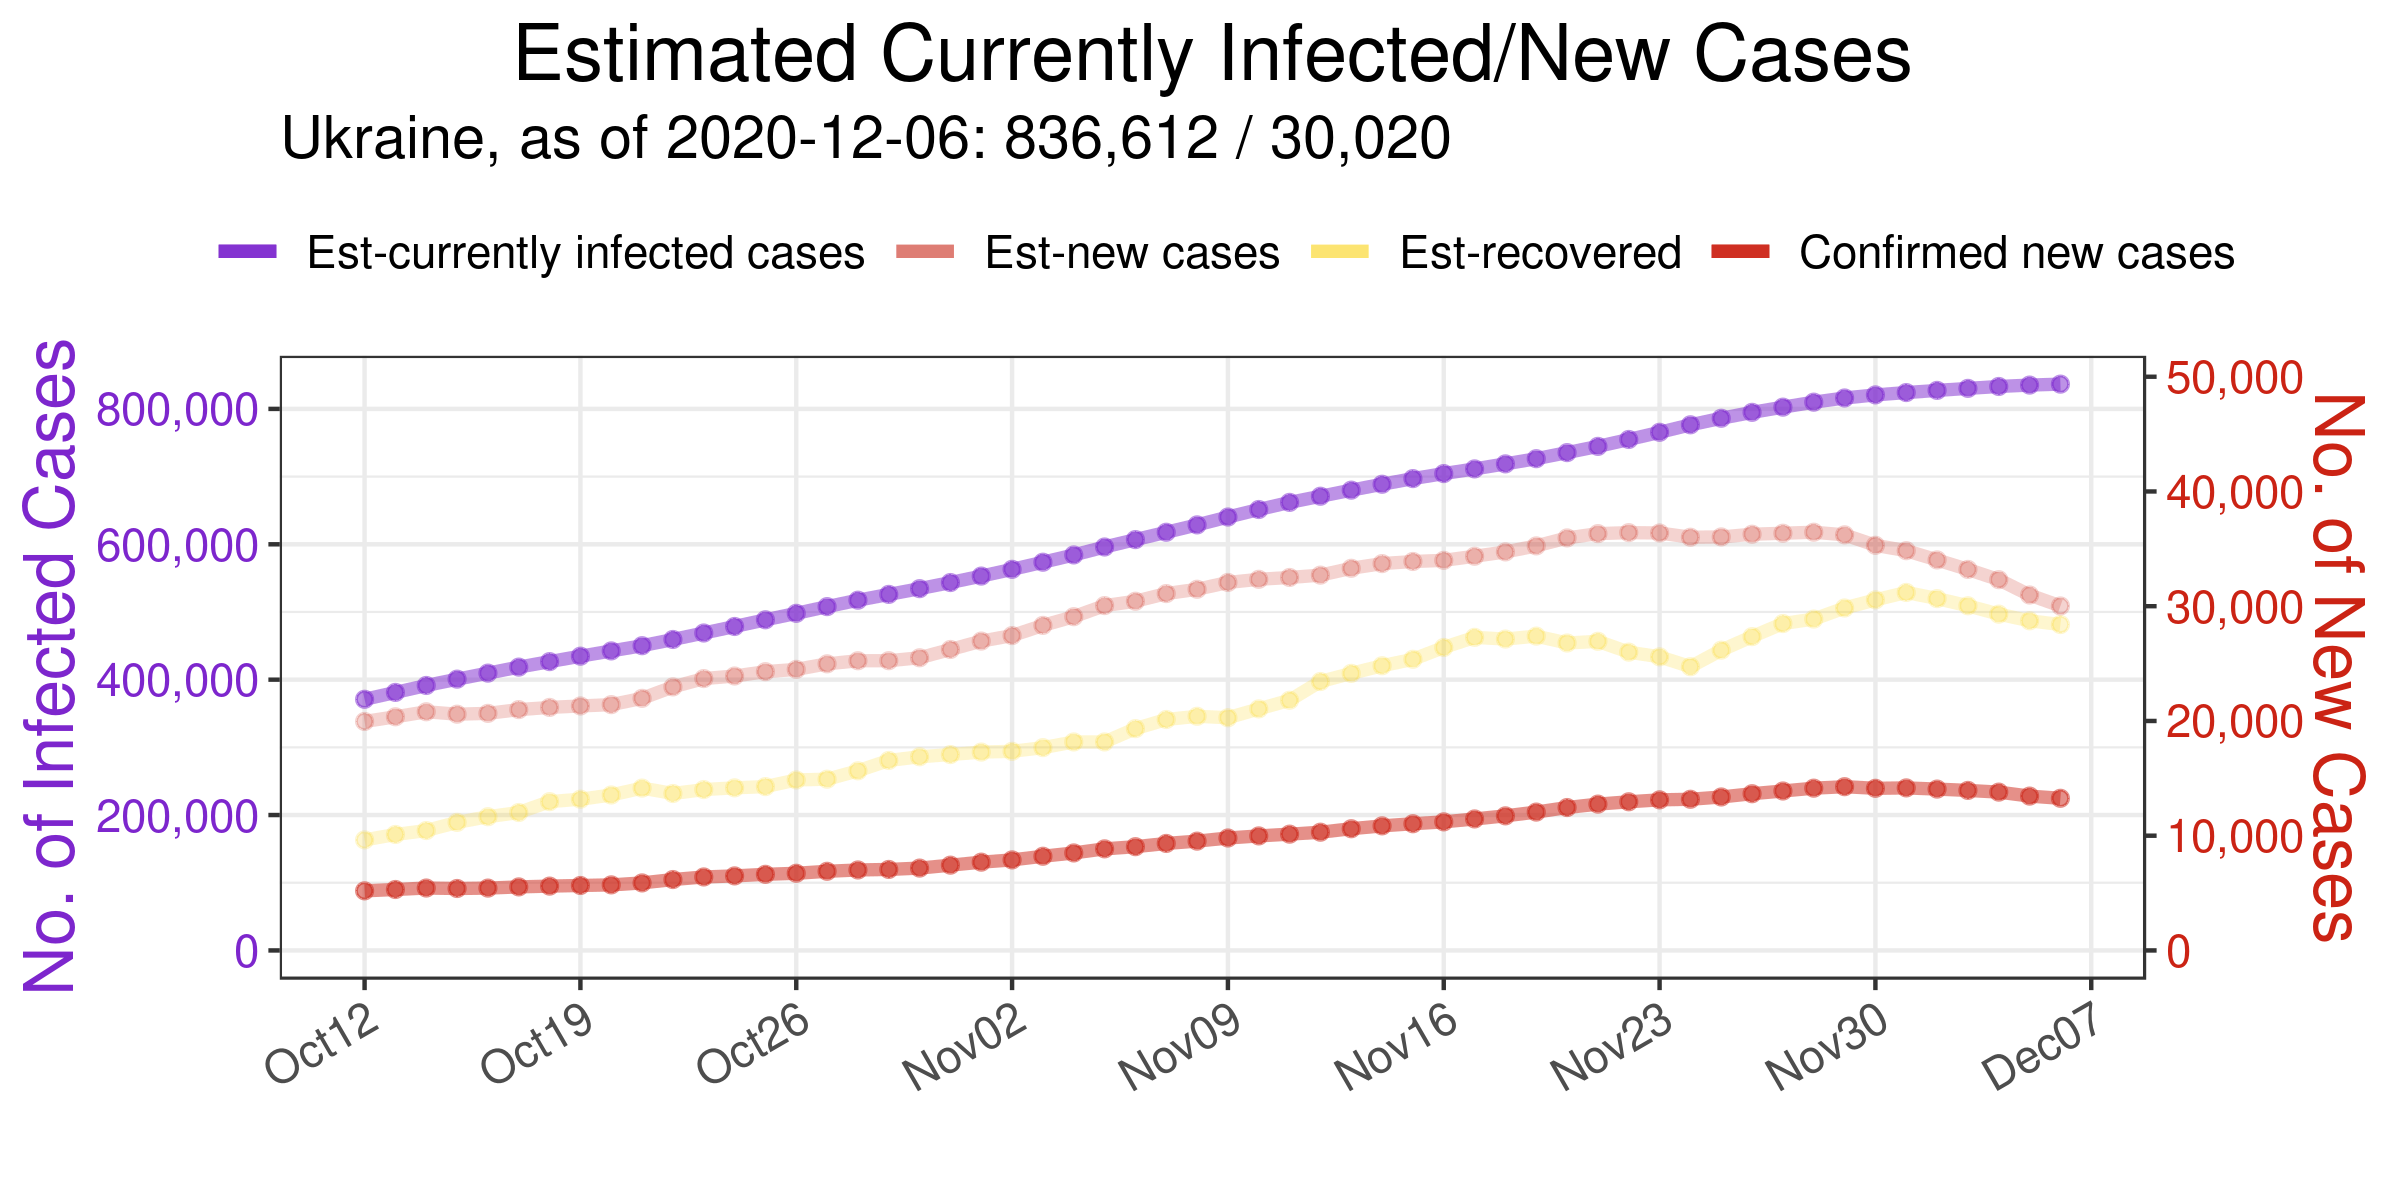 Estimated Currently Infected/New Cases
Ukraine, as of 2020-12-06: 836,612 / 30,020
Est-currently infected cases Est-new cases Est-recovered Confirmed new cases
No. of Infected Cases
800,000
600,000
400,000
200,000
0
50,000
40,000
30,000
20,000
10,000
0
No. of New Cases
Oct12 Oct19 Oct26 Nov02 Nov09 Nov16 Nov23 Nov30 Dec07